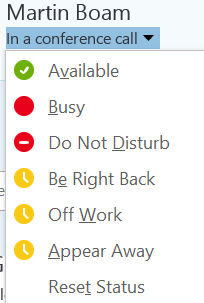 Martin Boam
In a conference call
Available
Busy
Do Not Disturb
Be Right Back
Off Work
Appear Away
Reset Status